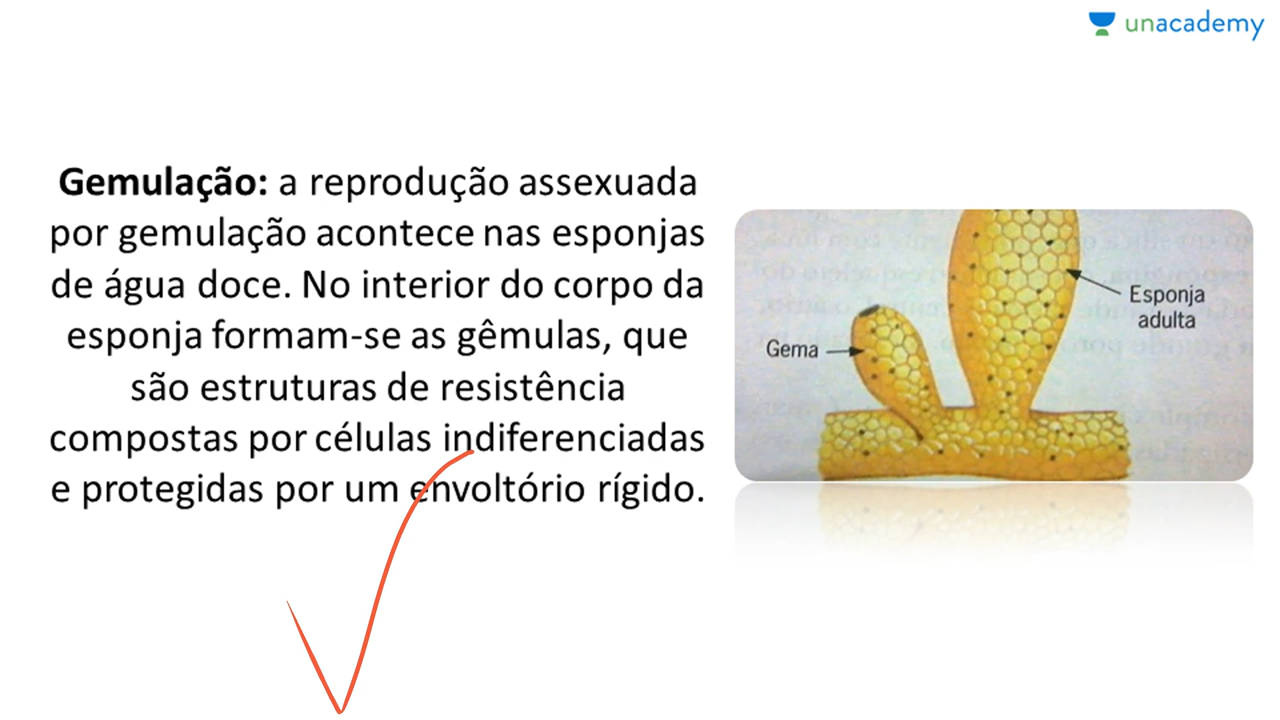 unacademy
Gemulação: a reprodução assexuada
por gemulação acontece nas esponjas
de água doce. No interior do corpo da
esponja formam-se as gêmulas, que
são estruturas de resistência
compostas por células indiferenciadas
e protegidas por um envoltório rígido.
Esponja
adulta
Gema